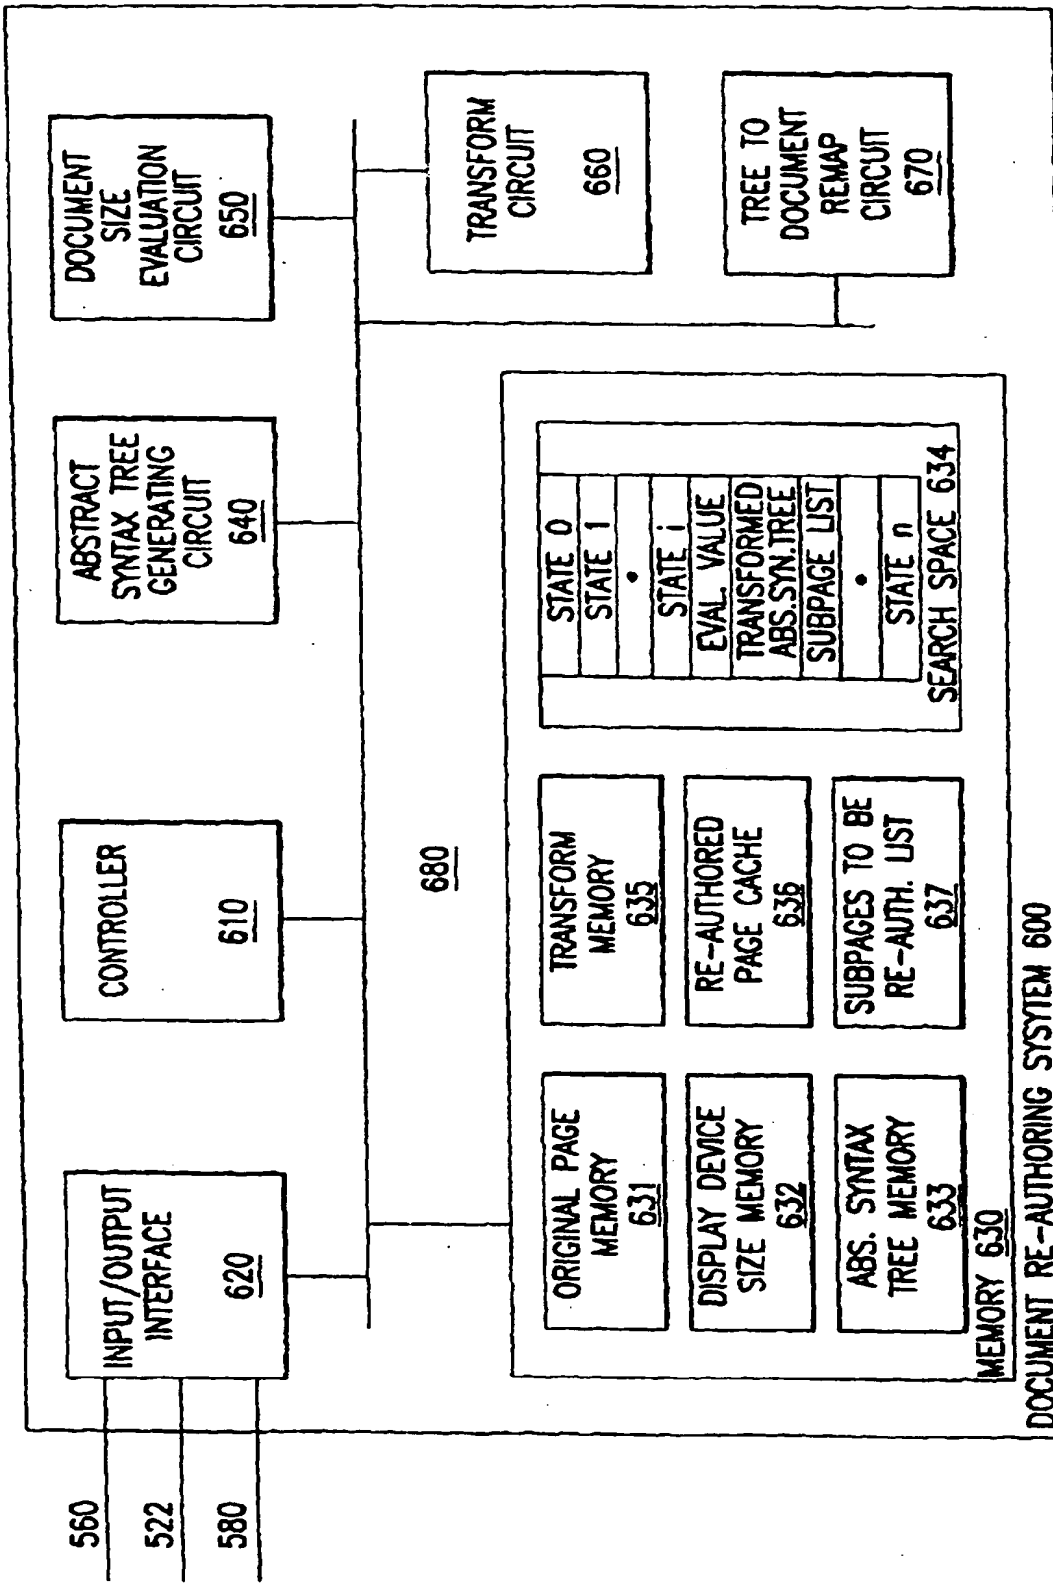 560
522
580
INPUT/OUTPUT
INTERFACE
620
CONTROLLER
610
ABSTRACT
SYNTAX TREE
GENERATING
CIRCUIT
640
DOCUMENT
SIZE
EVALUATION
CIRCUIT
650
680
TRANSFORM
CIRCUIT
660
TREE TO
DOCUMENT
REMAP
CIRCUIT
670
ORIGINAL PAGE
MEMORY
631
DISPLAY DEVICE
SIZE MEMORY
632
ABS. SYNTAX
TREE MEMORY
633
TRANSFORM
MEMORY
635
RE-AUTHORED
PAGE CACHE
636
SUBPAGES TO BE
RE-AUTH. LIST
637
STATE 0
STATE 1
•
STATE i
EVAL. VALUE
TRANSFORMED
ABS.SYN.TREE
SUBPAGE LIST
•
STATE n
SEARCH SPACE 634
MEMORY 630
DOCUMENT RE-AUTHORING SYSYTEM 600